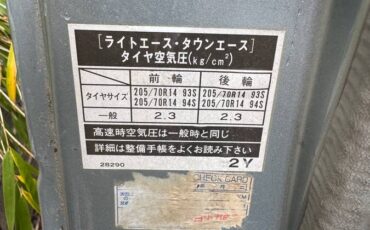 [ライトエース・タウンエース]
タイヤ空気圧(kg/cm²)
前輪 後輪
タイヤサイズ 205/70R14 93S 205/70R14 93S
205/70R14 94S 205/70R14 94S
一般 2.3 2.3
高速時空気圧は一般時と同じ
詳細は整備手帳をよくお読み下さい
28290 2Y
CHECK CARD